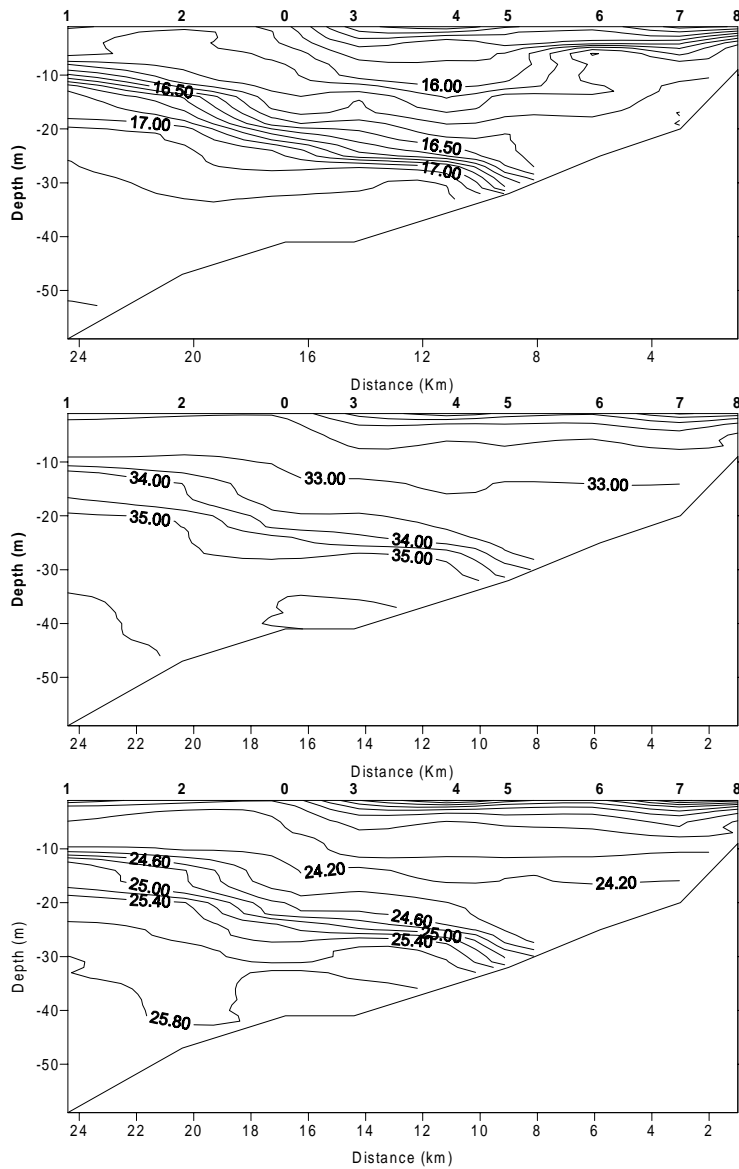 1 2 0 3 4 5 6 7 8
16.00
-10
16.50
-20
17.00
16.50
17.00
-30
Depth (m)
-40
-50
24 20 16 12 8 4
Distance (Km)
1 2 0 3 4 5 6 7 8
-10
34.00 33.00 33.00
-20
35.00
34.00
35.00
-30
Depth (m)
-40
-50
24 22 20 18 16 14 12 10 8 6 4 2
Distance (Km)
1 2 0 3 4 5 6 7 8
-10
24.60
24.20
25.00 24.20
25.40
-20
24.60
25.00
25.40
-30
Depth (m)
-40
25.80
-50
24 22 20 18 16 14 12 10 8 6 4 2
Distance (km)